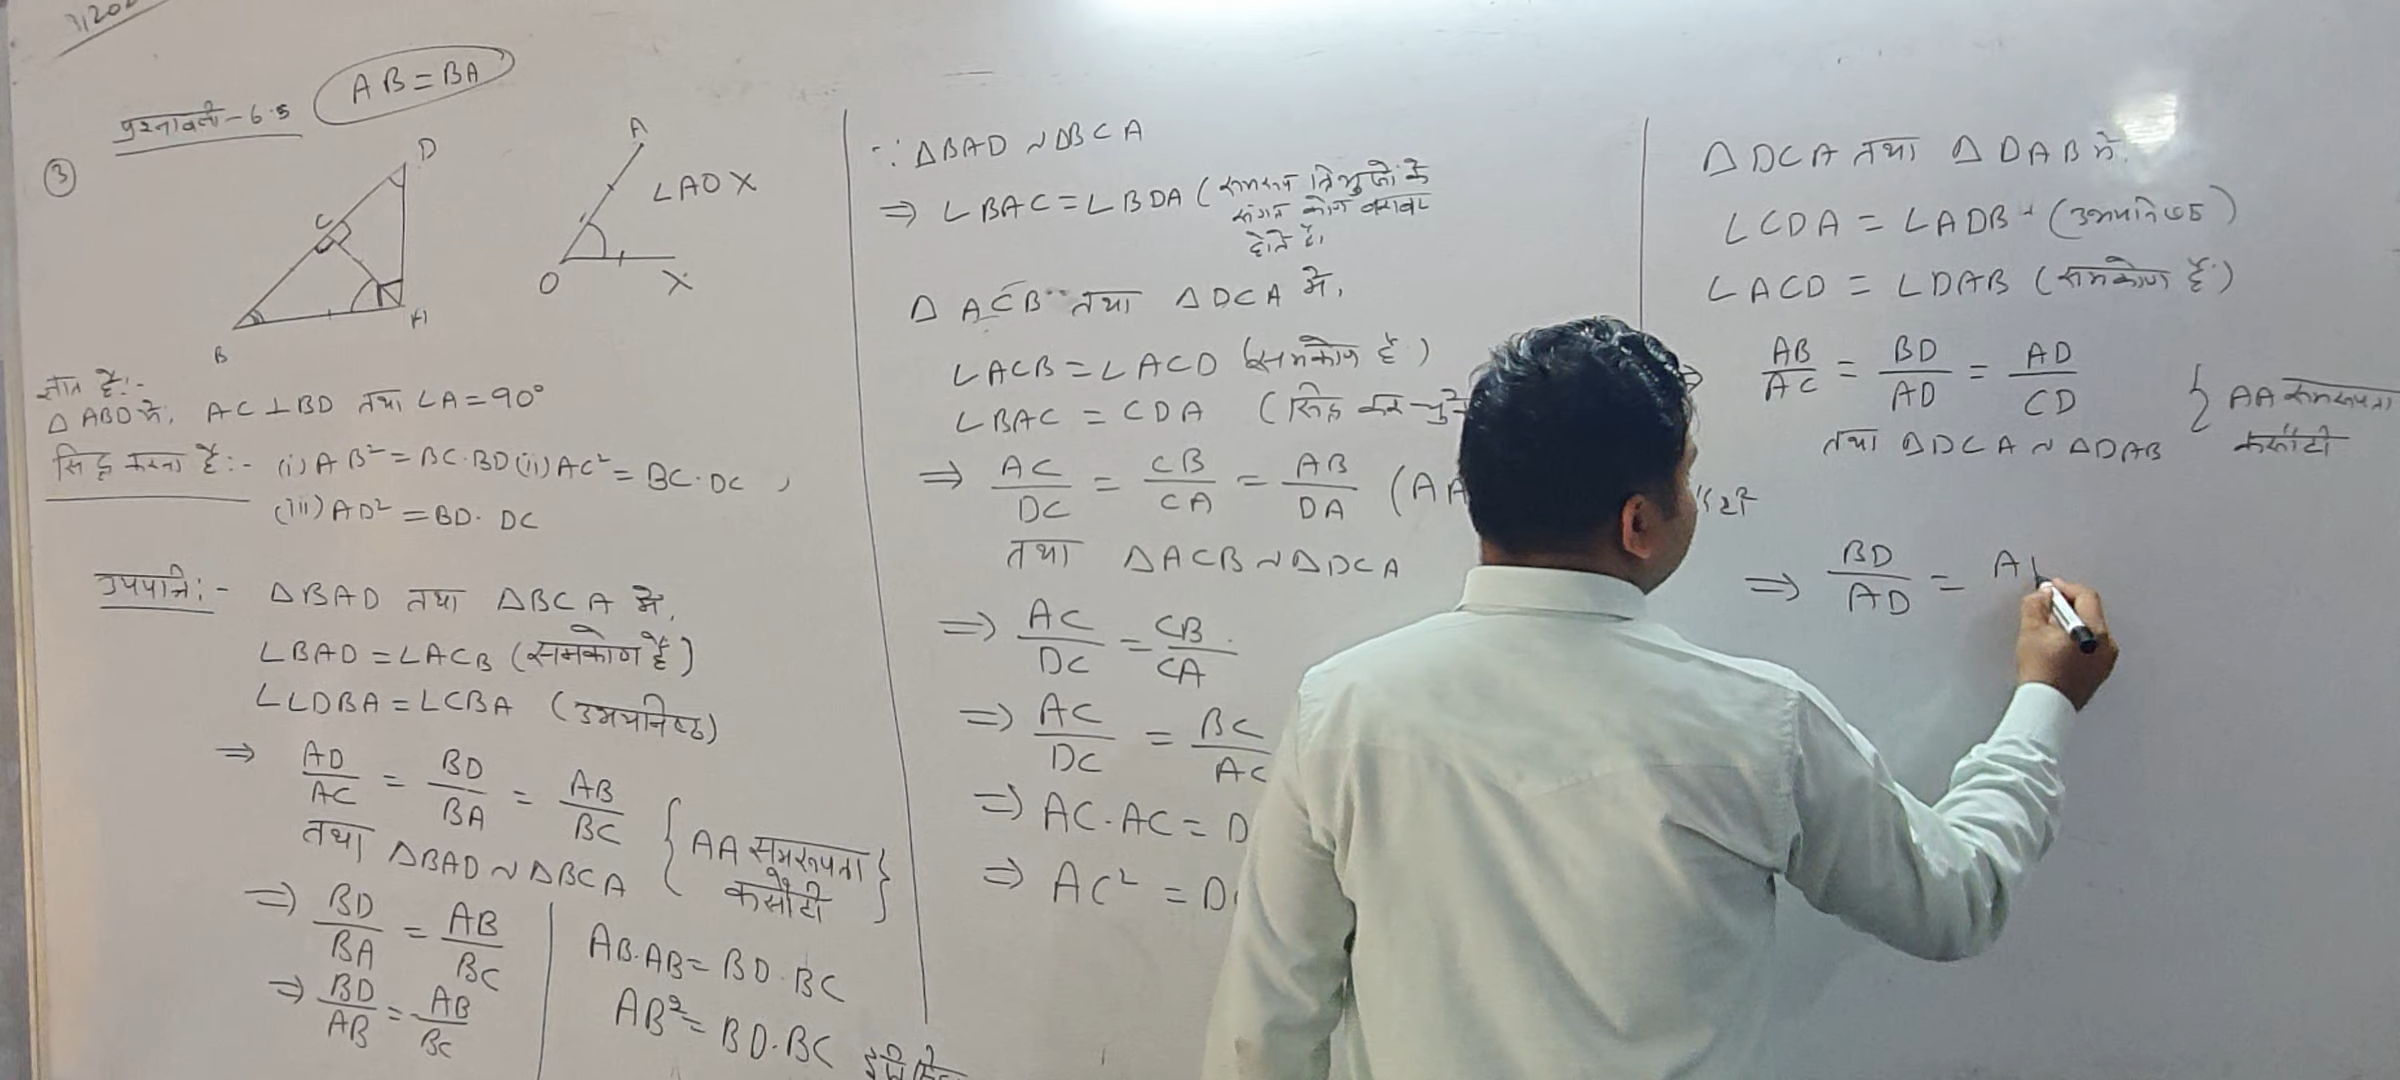 प्रश्नावली - 6.5
AB = BA
③
D
C
B
A
A
O
X
∠AOX
ज्ञात है:-
△ABD में, AC ⊥ BD तथा ∠A = 90°
सिद्ध करना है:- (i) AB² = BC·BD (ii) AC² = BC·DC,
(iii) AD² = BD·DC
उपपत्ति:- △BAD तथा △BCA में,
∠BAD = ∠ACB (समकोण हैं)
∠LDBA = ∠CBA (उभयनिष्ठ)
⇒ AD/AC = BD/BA = AB/BC
तथा △BAD ~ △BCA
{AA समरूपता
कसौटी}
⇒ BD/BA = AB/BC
⇒ BD/AB = AB/BC
AB·AB = BD·BC
AB² = BD·BC
∵ △BAD ~ △BCA
⇒ ∠BAC = ∠BDA (समरूप त्रिभुजों के
संगत कोण बराबर
होते हैं।
△ACB तथा △DCA में,
∠ACB = ∠ACD (समकोण हैं)
∠BAC = CDA (सिद्ध कर चुके
⇒ AC/DC = CB/CA = AB/DA (AA
तथा △ACB ~ △DCA
⇒ AC/DC = CB/CA
⇒ AC/DC = BC/AC
⇒ AC·AC = D
⇒ AC² = D
△DCA तथा △DAB में,
∠CDA = ∠ADB (उभयनिष्ठ)
∠ACD = ∠DAB (समकोण हैं)
AB/AC = BD/AD = AD/CD
तथा △DCA ~ △DAB
} AA समरूपता
कसौटी
⇒ BD/AD = A